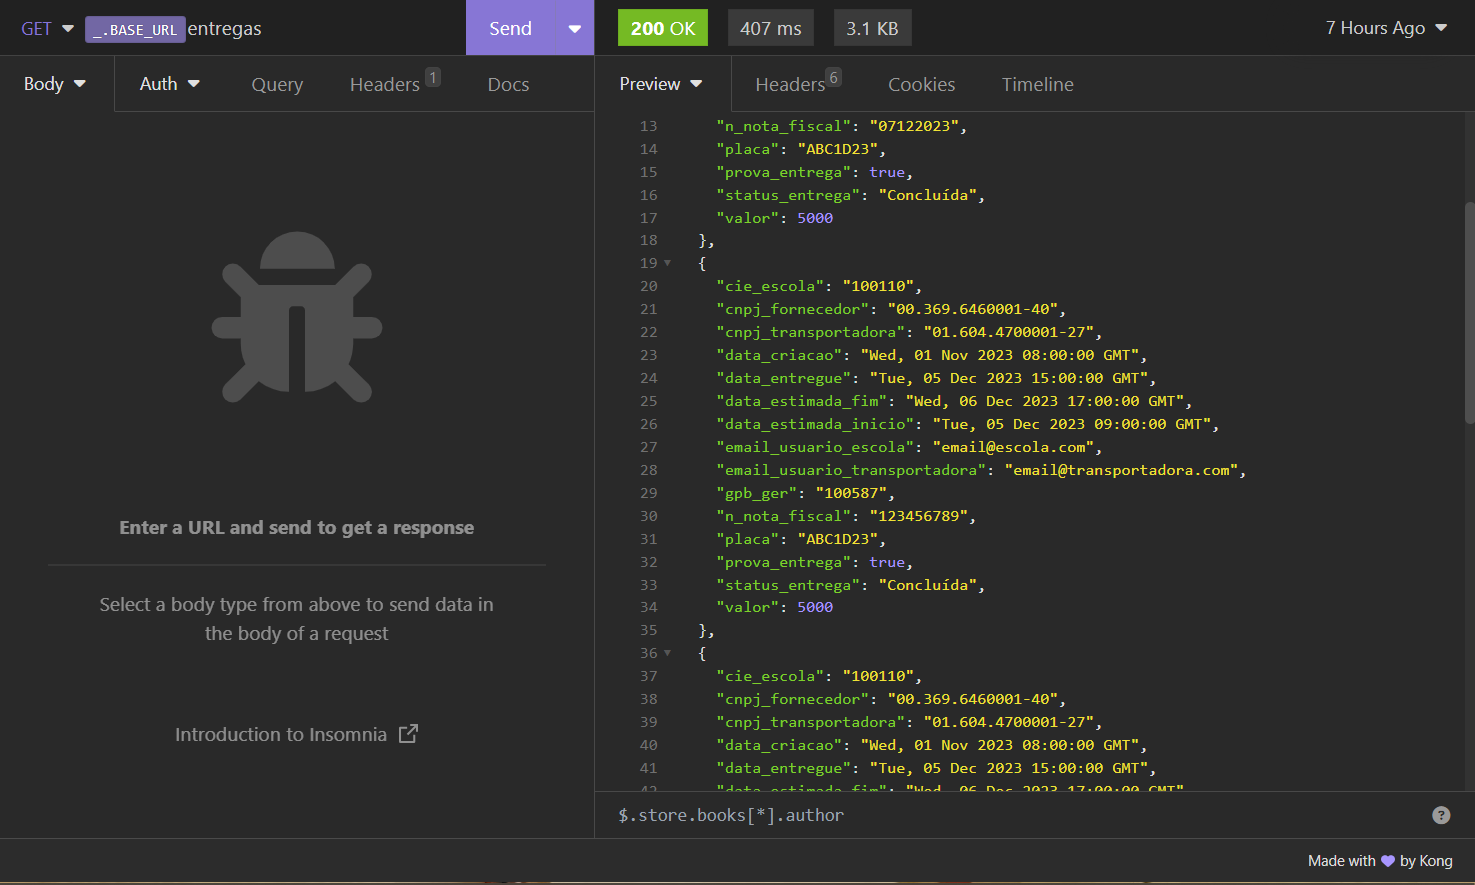 GET _.BASE_URL entregas Send 200 OK 407 ms 3.1 KB 7 Hours Ago
Body Auth Query Headers 1 Docs
Enter a URL and send to get a response
Select a body type from above to send data in
the body of a request
Introduction to Insomnia
Preview Headers 6 Cookies Timeline
13 "n_nota_fiscal": "07122023",
14 "placa": "ABC1D23",
15 "prova_entrega": true,
16 "status_entrega": "Concluída",
17 "valor": 5000
18 },
19 {
20 "cie_escola": "100110",
21 "cnpj_fornecedor": "00.369.6460001-40",
22 "cnpj_transportadora": "01.604.4700001-27",
23 "data_criacao": "Wed, 01 Nov 2023 08:00:00 GMT",
24 "data_entregue": "Tue, 05 Dec 2023 15:00:00 GMT",
25 "data_estimada_fim": "Wed, 06 Dec 2023 17:00:00 GMT",
26 "data_estimada_inicio": "Tue, 05 Dec 2023 09:00:00 GMT",
27 "email_usuario_escola": "email@escola.com",
28 "email_usuario_transportadora": "email@transportadora.com",
29 "gpb_ger": "100587",
30 "n_nota_fiscal": "123456789",
31 "placa": "ABC1D23",
32 "prova_entrega": true,
33 "status_entrega": "Concluída",
34 "valor": 5000
35 },
36 {
37 "cie_escola": "100110",
38 "cnpj_fornecedor": "00.369.6460001-40",
39 "cnpj_transportadora": "01.604.4700001-27",
40 "data_criacao": "Wed, 01 Nov 2023 08:00:00 GMT",
41 "data_entregue": "Tue, 05 Dec 2023 15:00:00 GMT",
42 "data_estimada_fim": "Wed, 06 Dec 2023 17:00:00 GMT"
$.store.books[*].author ?
Made with 💜 by Kong